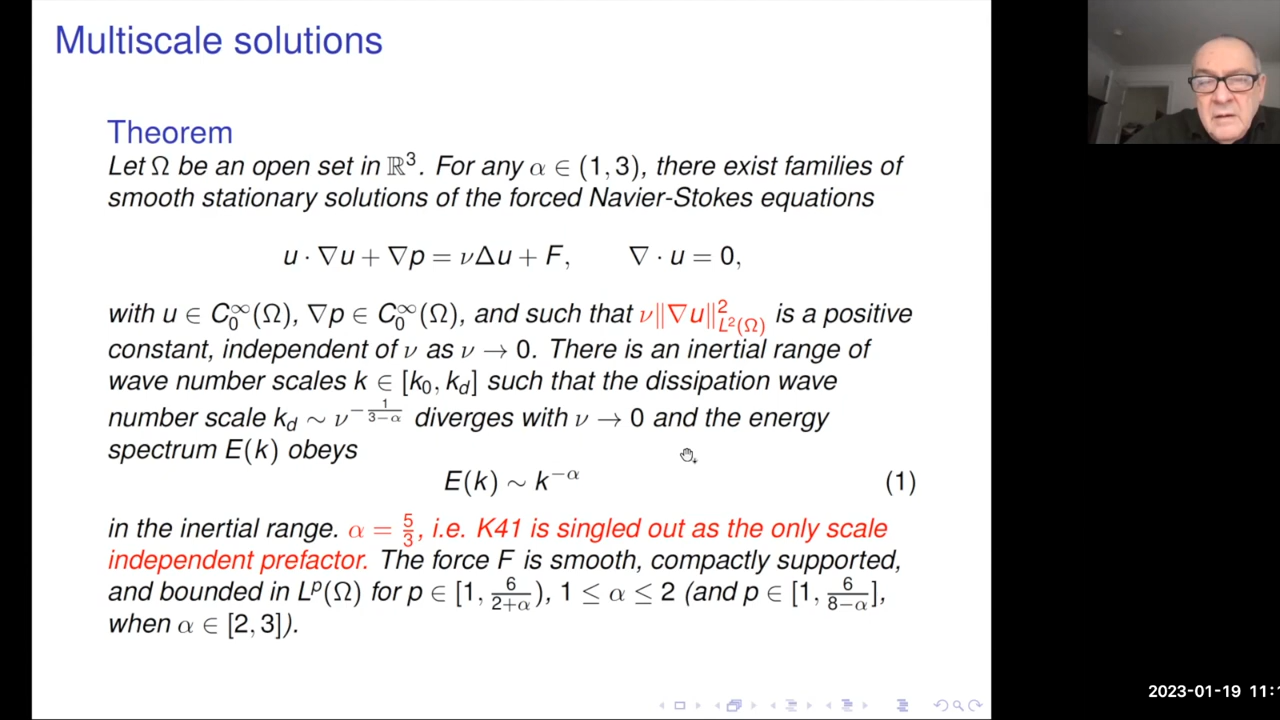 Multiscale solutions
Theorem
Let Ω be an open set in ℝ³. For any α ∈ (1, 3), there exist families of
smooth stationary solutions of the forced Navier-Stokes equations
u · ∇u + ∇p = νΔu + F, ∇ · u = 0,
with u ∈ C₀^∞(Ω), ∇p ∈ C₀^∞(Ω), and such that ν‖∇u‖²_{L²(Ω)} is a positive
constant, independent of ν as ν → 0. There is an inertial range of
wave number scales k ∈ [k₀, k_d] such that the dissipation wave
number scale k_d ∼ ν^{-\frac{1}{3-α}} diverges with ν → 0 and the energy
spectrum E(k) obeys
E(k) ∼ k^{-α} (1)
in the inertial range. α = \frac{5}{3}, i.e. K41 is singled out as the only scale
independent prefactor. The force F is smooth, compactly supported,
and bounded in L^p(Ω) for p ∈ [1, \frac{6}{2+α}), 1 ≤ α ≤ 2 (and p ∈ [1, \frac{6}{8-α}],
when α ∈ [2, 3]).
2023-01-19 11: